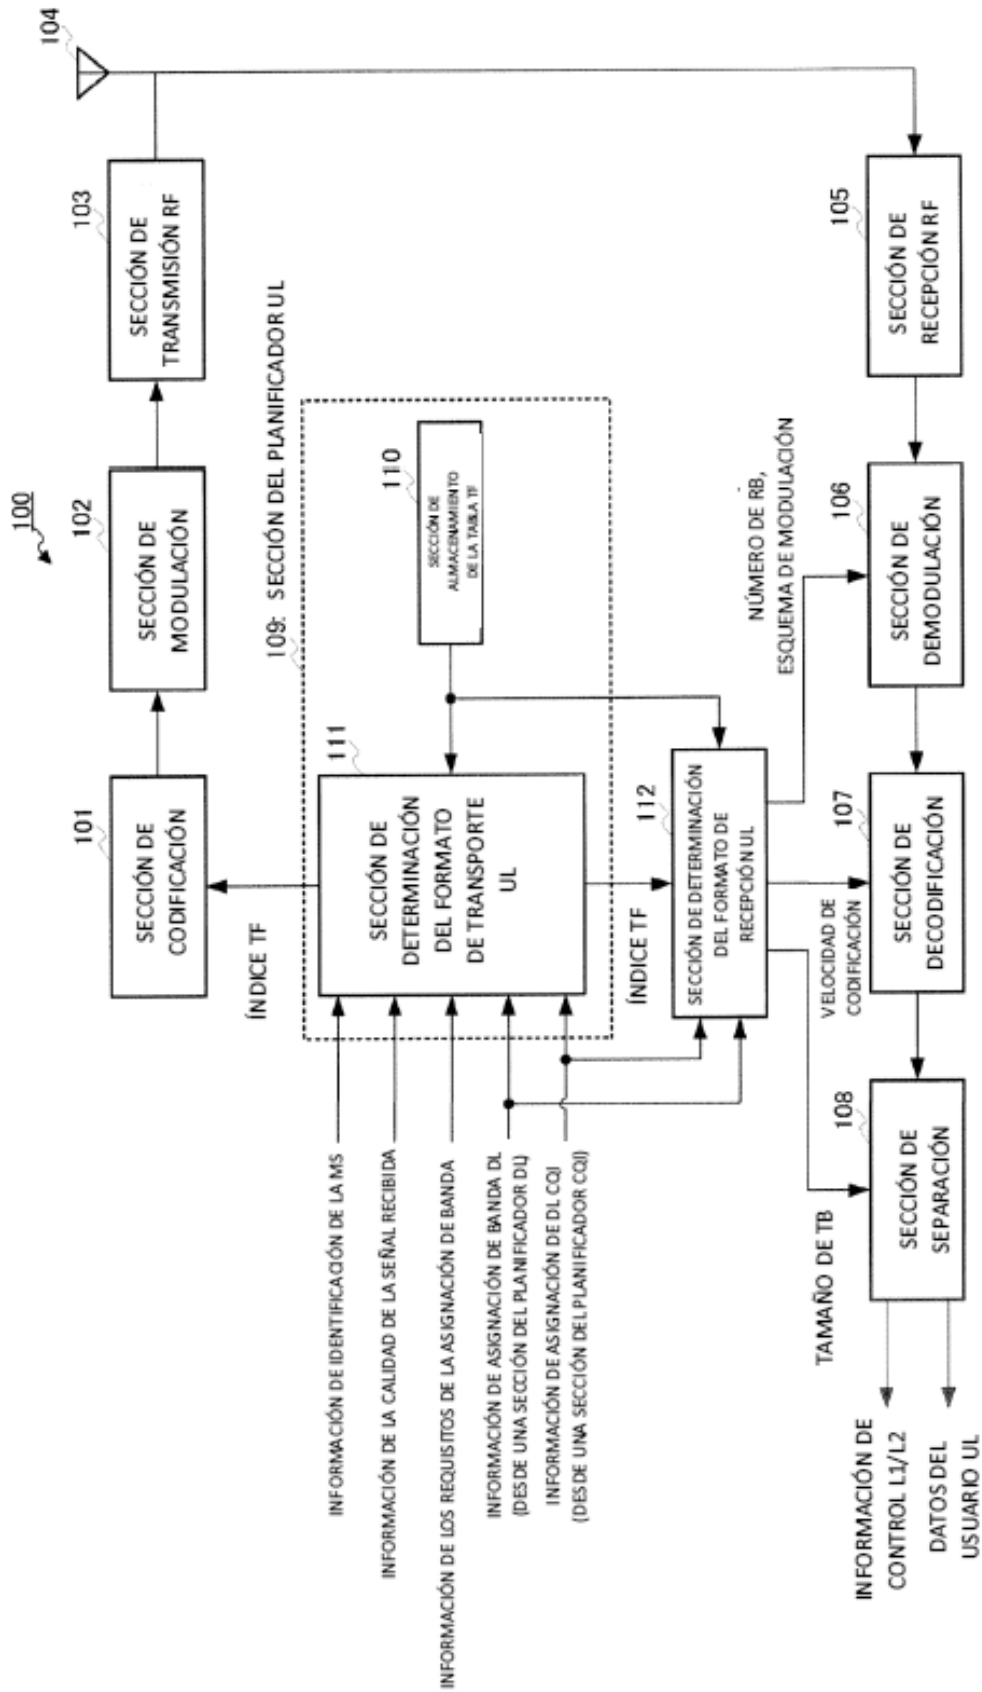 100
104
101
SECCIÓN DE
CODIFICACIÓN
102
SECCIÓN DE
MODULACIÓN
103
SECCIÓN DE
TRANSMISIÓN RF
ÍNDICE TF
109: SECCIÓN DEL PLANIFICADOR UL
111
SECCIÓN DE
DETERMINACIÓN
DEL FORMATO
DE TRANSPORTE
UL
110
SECCIÓN DE
ALMACENAMIENTO
DE LA TABLA TF
INFORMACIÓN DE IDENTIFICACIÓN DE LA MS
INFORMACIÓN DE LA CALIDAD DE LA SEÑAL RECIBIDA
INFORMACIÓN DE LOS REQUISITOS DE LA ASIGNACIÓN DE BANDA
INFORMACIÓN DE ASIGNACIÓN DE BANDA DL
(DESDE UNA SECCIÓN DEL PLANIFICADOR DL)
INFORMACIÓN DE ASIGNACIÓN DE DL CQI
(DESDE UNA SECCIÓN DEL PLANIFICADOR CQI)
ÍNDICE TF
112
SECCIÓN DE DETERMINACIÓN
DEL FORMATO DE
RECEPCIÓN UL
NÚMERO DE RB,
ESQUEMA DE MODULACIÓN
VELOCIDAD DE
CODIFICACIÓN
TAMAÑO DE TB
108
SECCIÓN DE
SEPARACIÓN
107
SECCIÓN DE
DECODIFICACIÓN
106
SECCIÓN DE
DEMODULACIÓN
105
SECCIÓN DE
RECEPCIÓN RF
INFORMACIÓN DE
CONTROL L1/L2
DATOS DEL
USUARIO UL